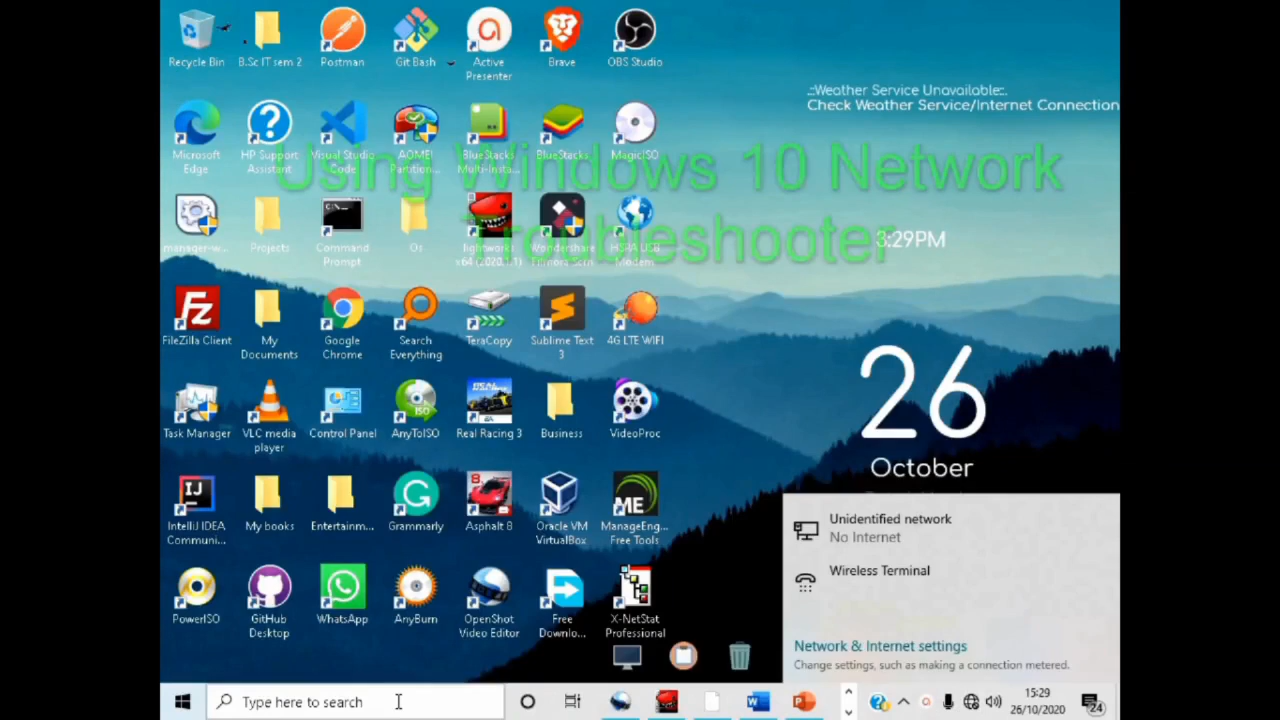 Recycle Bin
B.Sc IT sem 2
Postman
Git Bash
Active
Presenter
Brave
OBS Studio
.::Weather Service Unavailable::.
Check Weather Service/Internet Connection
Microsoft
Edge
HP Support
Assistant
Visual Studio
Code
AOMEI
Partition...
BlueStacks
Multi-Insta...
BlueStacks
MagicISO
Using Windows 10 Network
Troubleshooter
manager-w...
Projects
Command
Prompt
Os
lightworks
x64 (2020.1.1)
Wondershare
Filmora Scrn
HSPA USB
Modem
3:29PM
FileZilla Client
My
Documents
Google
Chrome
Search
Everything
TeraCopy
Sublime Text
3
4G LTE WIFI
26
October
Task Manager
VLC media
player
Control Panel
AnyToISO
Real Racing 3
Business
VideoProc
IntelliJ IDEA
Communi...
My books
Entertainm...
Grammarly
Asphalt 8
Oracle VM
VirtualBox
ManageEng...
Free Tools
Unidentified network
No Internet
Wireless Terminal
PowerISO
GitHub
Desktop
WhatsApp
AnyBurn
OpenShot
Video Editor
Free
Downlo...
X-NetStat
Professional
Network & Internet settings
Change settings, such as making a connection metered.
Type here to search
15:29
26/10/2020
24